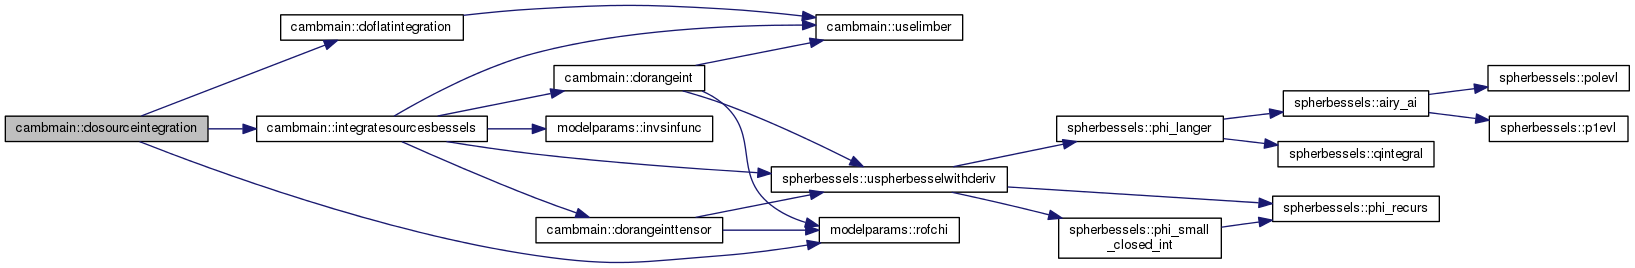 cambmain::doflatintegration
cambmain::uselimber
cambmain::dorangeint
spherbessels::polevl
spherbessels::airy_ai
cambmain::dosourceintegration
cambmain::integratesourcesbessels
modelparams::invsinfunc
spherbessels::phi_langer
spherbessels::p1evl
spherbessels::qintegral
spherbessels::uspherbesselwithderiv
spherbessels::phi_recurs
cambmain::dorangeinttensor
modelparams::rofchi
spherbessels::phi_small
_closed_int